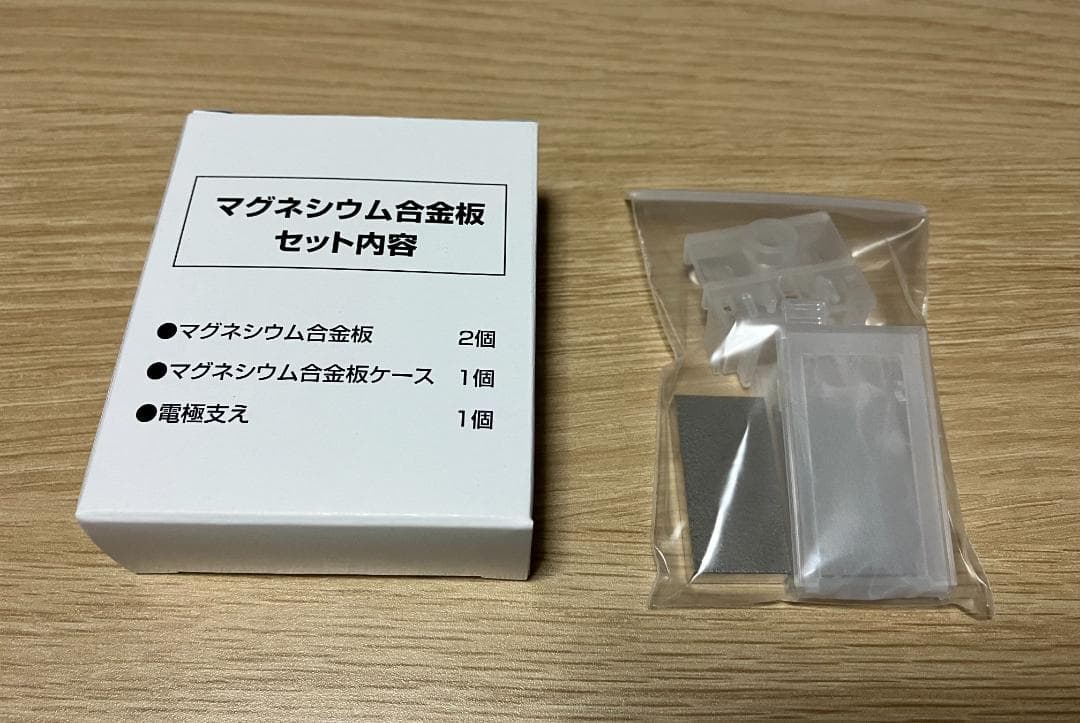 マグネシウム合金板
セット内容
●マグネシウム合金板 2個
●マグネシウム合金板ケース 1個
●電極支え 1個